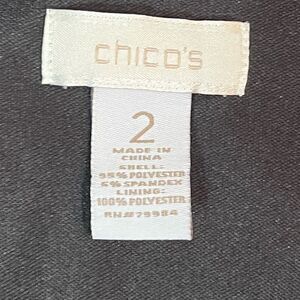 chico's
2
MADE IN
CHINA
SHELL:
95% POLYESTER
5% SPANDEX
LINING:
100% POLYESTER
RN# 79984